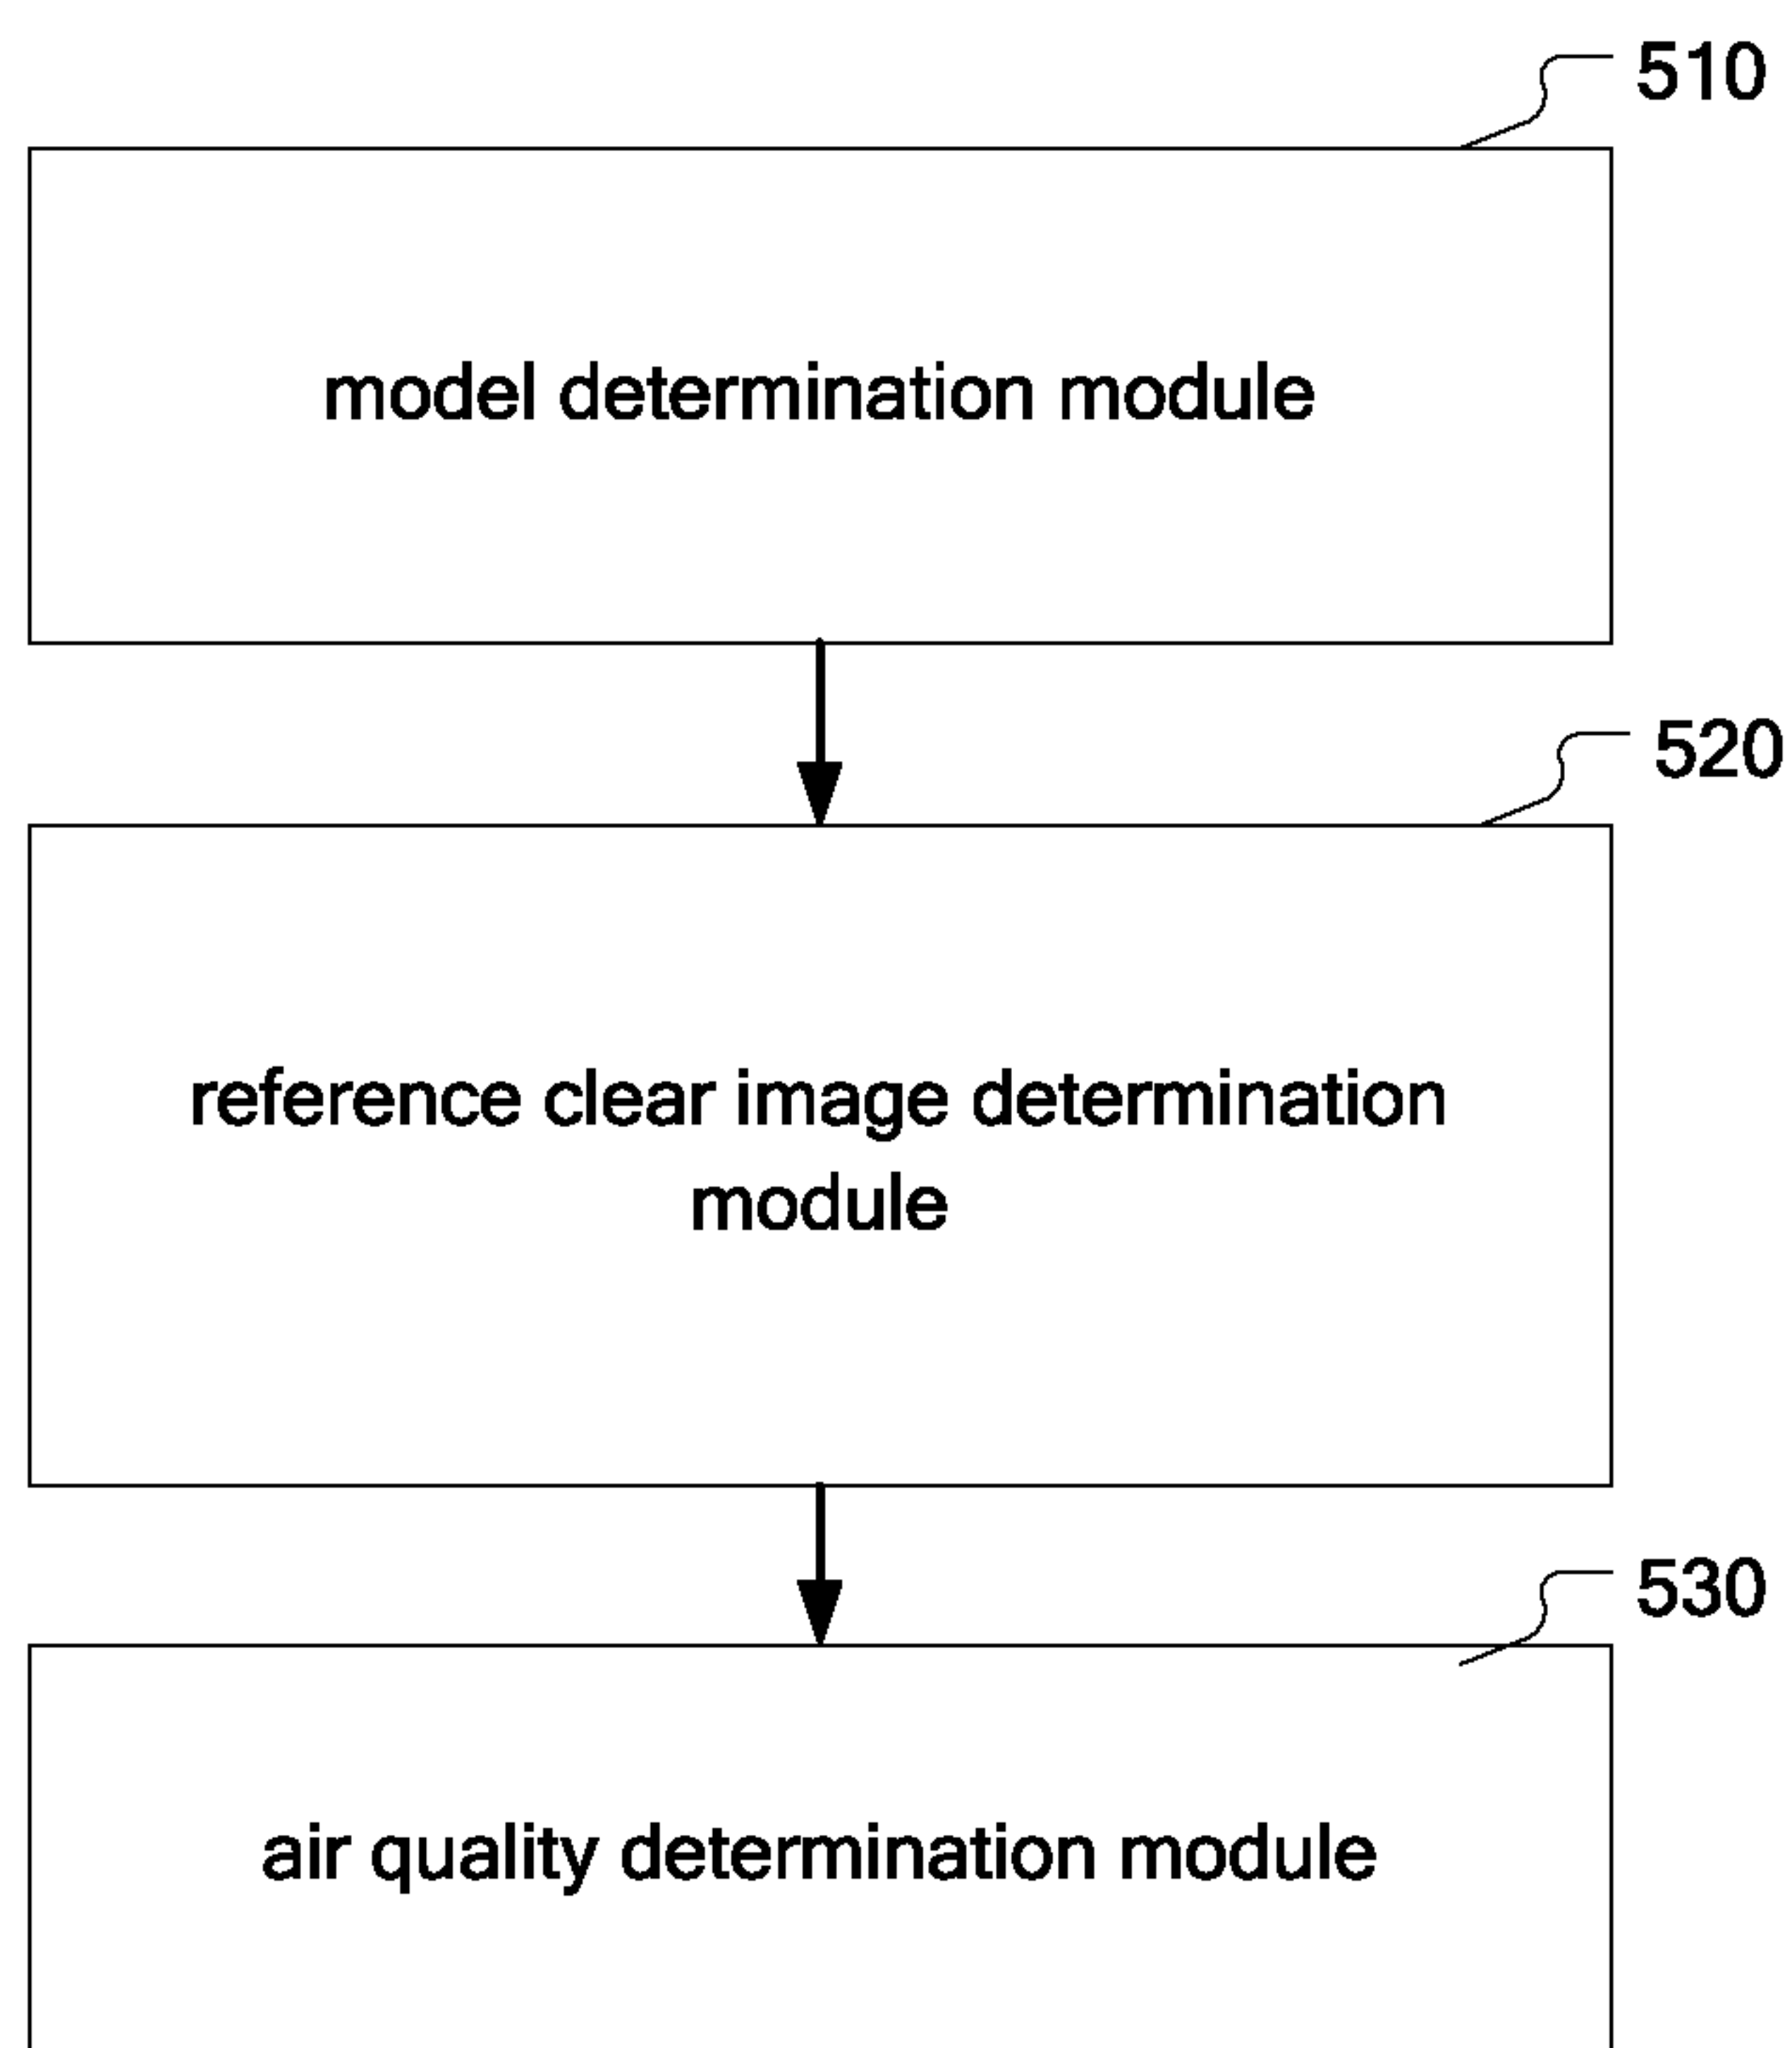 510
model determination module
520
reference clear image determination
module
530
air quality determination module